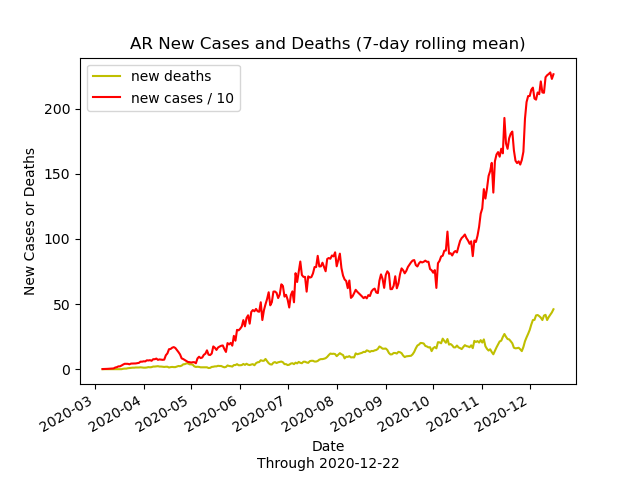 AR New Cases and Deaths (7-day rolling mean)
new deaths
new cases / 10
New Cases or Deaths
200
150
100
50
0
2020-03
2020-04
2020-05
2020-06
2020-07
2020-08
2020-09
2020-10
2020-11
2020-12
Date
Through 2020-12-22